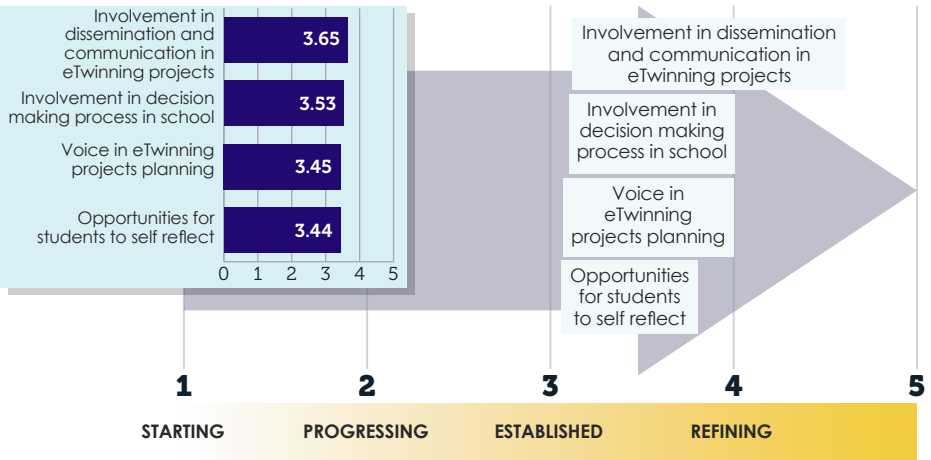 Involvement in
dissemination and
communication in
eTwinning projects
3.65
Involvement in decision
making process in school
3.53
Voice in eTwinning
projects planning
3.45
Opportunities for
students to self reflect
3.44
0 1 2 3 4 5
Involvement in dissemination
and communication in
eTwinning projects
Involvement in
decision making
process in school
Voice in
eTwinning
projects planning
Opportunities
for students
to self reflect
1 2 3 4 5
STARTING PROGRESSING ESTABLISHED REFINING